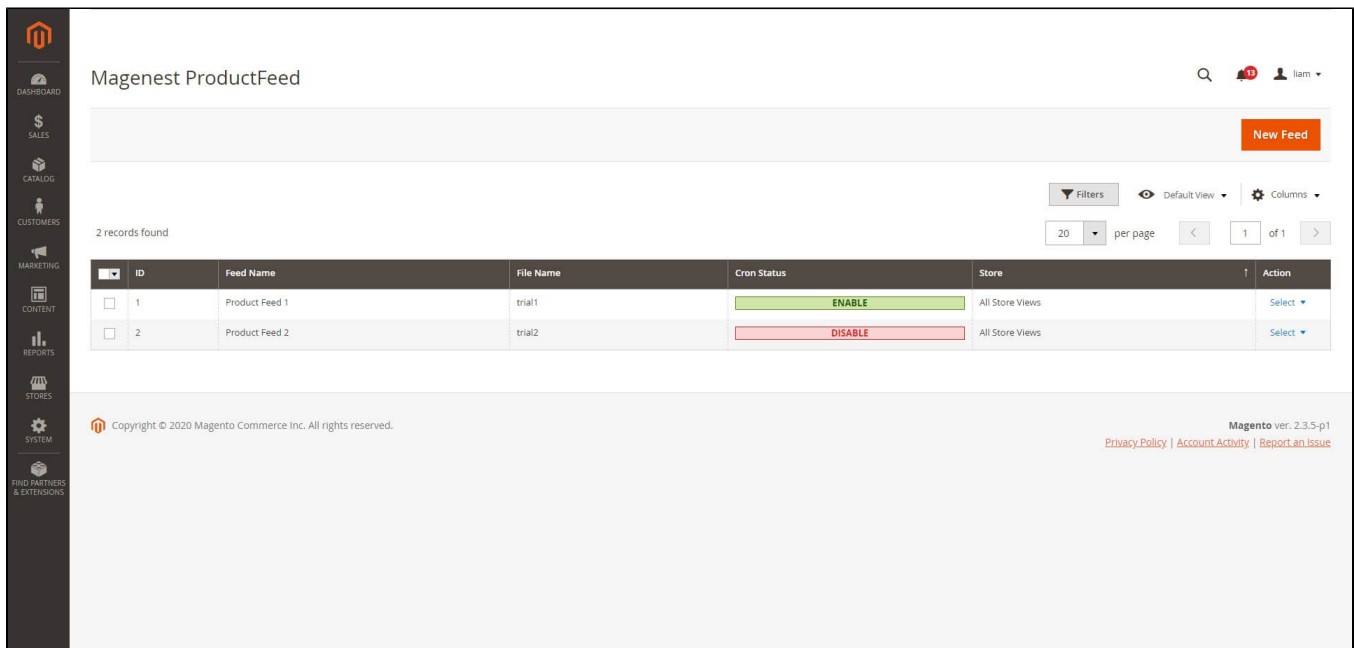 DASHBOARD
SALES
CATALOG
CUSTOMERS
MARKETING
CONTENT
REPORTS
STORES
SYSTEM
FIND PARTNERS
& EXTENSIONS
Magenest ProductFeed
13
liam
New Feed
Filters
Default View
Columns
2 records found
20 per page
1 of 1
ID Feed Name File Name Cron Status Store ↑ Action
1 Product Feed 1 trial1 ENABLE All Store Views Select
2 Product Feed 2 trial2 DISABLE All Store Views Select
Copyright © 2020 Magento Commerce Inc. All rights reserved.
Magento ver. 2.3.5-p1
Privacy Policy | Account Activity | Report an Issue